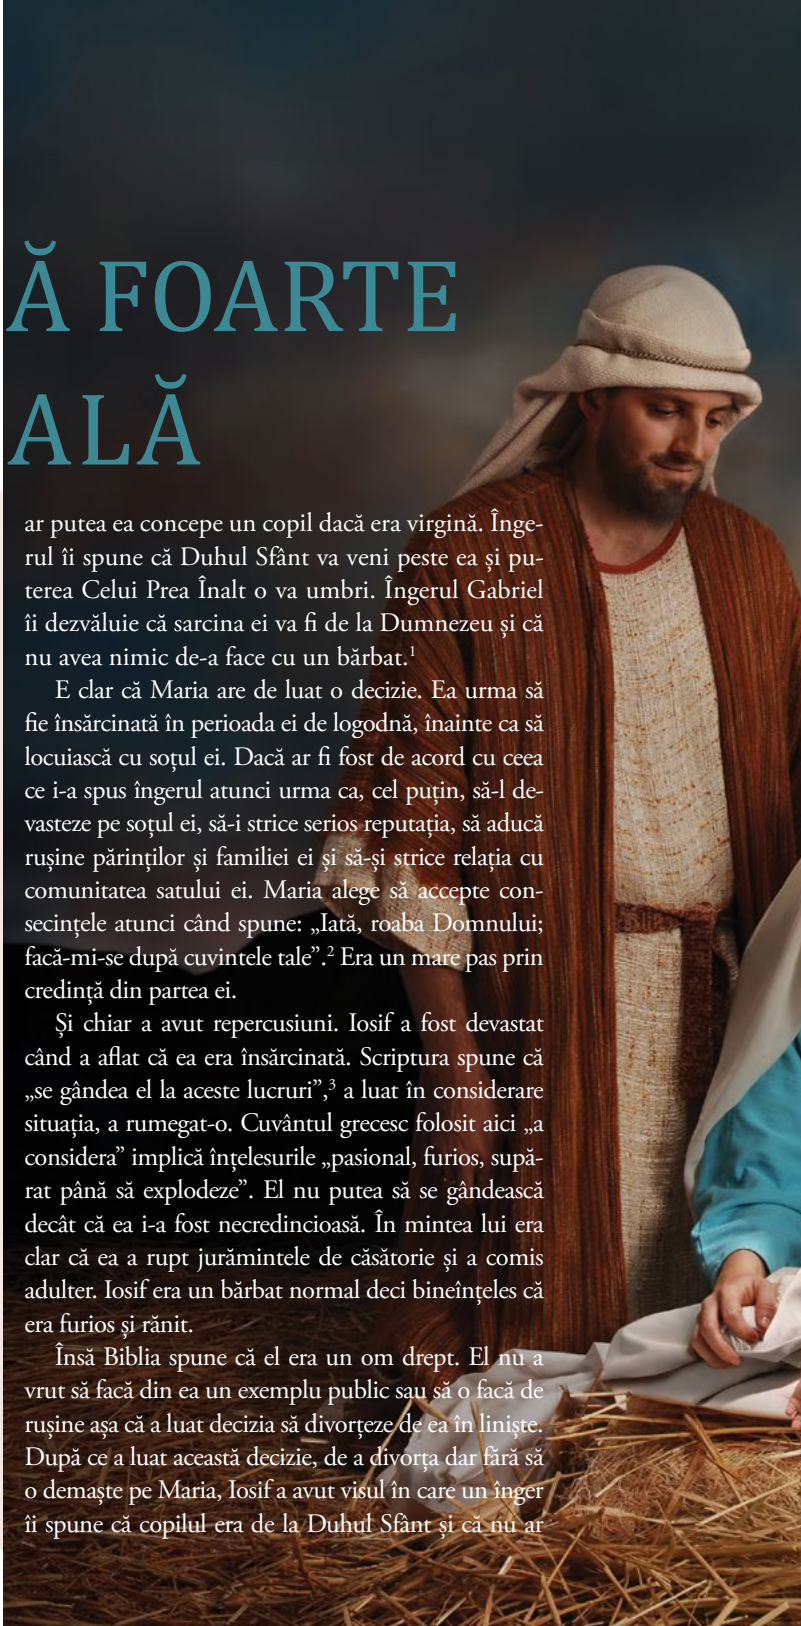 Ă FOARTE
ALĂ
ar putea ea concepe un copil dacă era virgină. Înge-
rul îi spune că Duhul Sfânt va veni peste ea și pu-
terea Celui Prea Înalt o va umbri. Îngerul Gabriel
îi dezvăluie că sarcina ei va fi de la Dumnezeu și că
nu avea nimic de-a face cu un bărbat.¹
E clar că Maria are de luat o decizie. Ea urma să
fie însărcinată în perioada ei de logodnă, înainte ca să
locuiască cu soțul ei. Dacă ar fi fost de acord cu ceea
ce i-a spus îngerul atunci urma ca, cel puțin, să-l de-
vasteze pe soțul ei, să-i strice serios reputația, să aducă
rușine părinților și familiei ei și să-și strice relația cu
comunitatea satului ei. Maria alege să accepte con-
secințele atunci când spune: „Iată, roaba Domnului;
facă-mi-se după cuvintele tale”.² Era un mare pas prin
credință din partea ei.
Și chiar a avut repercusiuni. Iosif a fost devastat
când a aflat că ea era însărcinată. Scriptura spune că
„se gândea el la aceste lucruri”,³ a luat în considerare
situația, a rumegat-o. Cuvântul grecesc folosit aici „a
considera” implică înțelesurile „pasional, furios, supă-
rat până să explodeze”. El nu putea să se gândească
decât că ea i-a fost necredincioasă. În mintea lui era
clar că ea a rupt jurămintele de căsătorie și a comis
adulter. Iosif era un bărbat normal deci bineînțeles că
era furios și rănit.
Însă Biblia spune că el era un om drept. El nu a
vrut să facă din ea un exemplu public sau să o facă de
rușine așa că a luat decizia să divorțeze de ea în liniște.
După ce a luat această decizie, de a divorța dar fără să
o demaște pe Maria, Iosif a avut visul în care un înger
îi spune că copilul era de la Duhul Sfânt și că nu ar